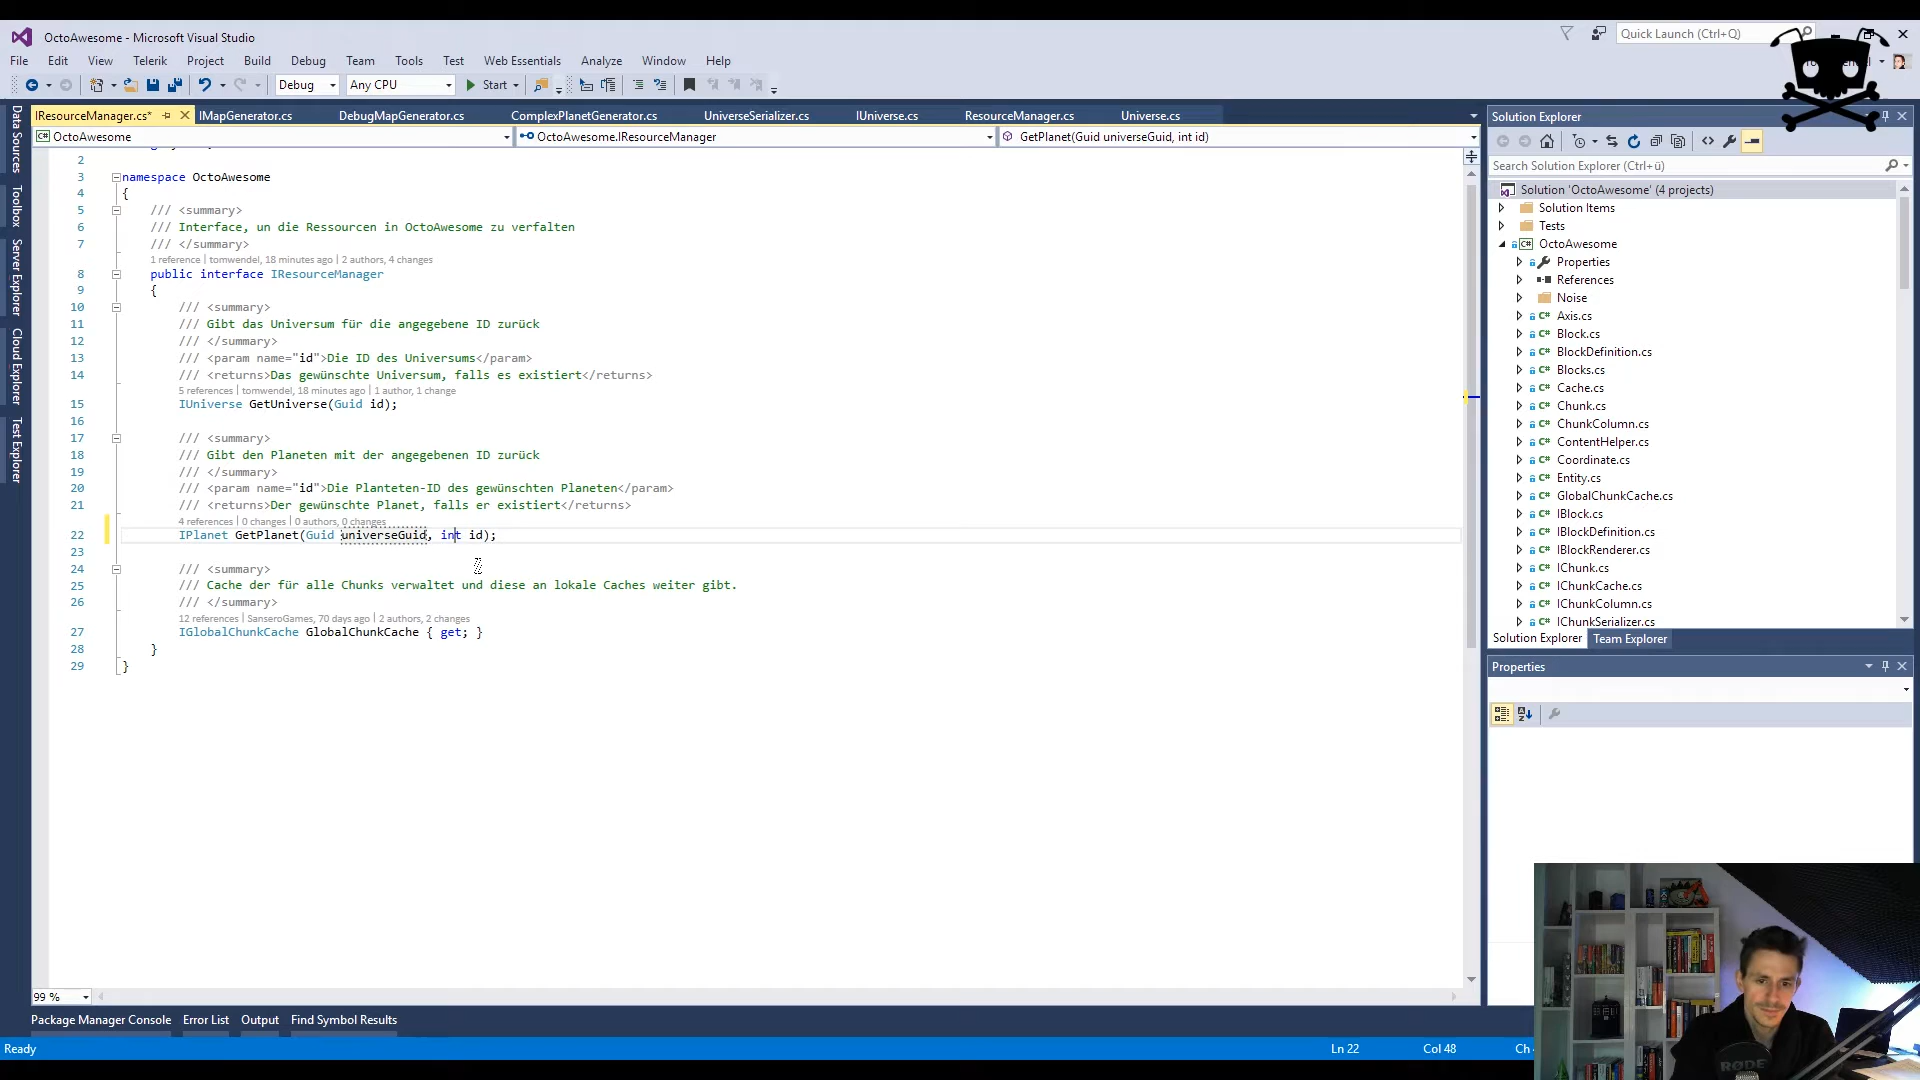 OctoAwesome - Microsoft Visual Studio
Quick Launch (Ctrl+Q)
File Edit View Telerik Project Build Debug Team Tools Test Web Essentials Analyze Window Help
Debug Any CPU Start
IResourceManager.cs* IMapGenerator.cs DebugMapGenerator.cs ComplexPlanetGenerator.cs UniverseSerializer.cs IUniverse.cs ResourceManager.cs Universe.cs
OctoAwesome OctoAwesome.IResourceManager GetPlanet(Guid universeGuid, int id)
Data Sources
Toolbox
Server Explorer
Cloud Explorer
Test Explorer
2
3 namespace OctoAwesome
4 {
5 /// <summary>
6 /// Interface, un die Ressourcen in OctoAwesome zu verfalten
7 /// </summary>
1 reference | tomwendel, 18 minutes ago | 2 authors, 4 changes
8 public interface IResourceManager
9 {
10 /// <summary>
11 /// Gibt das Universum für die angegebene ID zurück
12 /// </summary>
13 /// <param name="id">Die ID des Universums</param>
14 /// <returns>Das gewünschte Universum, falls es existiert</returns>
5 references | tomwendel, 18 minutes ago | 1 author, 1 change
15 IUniverse GetUniverse(Guid id);
16
17 /// <summary>
18 /// Gibt den Planeten mit der angegebenen ID zurück
19 /// </summary>
20 /// <param name="id">Die Planteten-ID des gewünschten Planeten</param>
21 /// <returns>Der gewünschte Planet, falls er existiert</returns>
4 references | 0 changes | 0 authors, 0 changes
22 IPlanet GetPlanet(Guid universeGuid, int id);
23
24 /// <summary>
25 /// Cache der für alle Chunks verwaltet und diese an lokale Caches weiter gibt.
26 /// </summary>
12 references | SanseroGames, 70 days ago | 2 authors, 2 changes
27 IGlobalChunkCache GlobalChunkCache { get; }
28 }
29 }
99 %
Package Manager Console Error List Output Find Symbol Results
Ready Ln 22 Col 48 Ch
Solution Explorer
Search Solution Explorer (Ctrl+ü)
Solution 'OctoAwesome' (4 projects)
Solution Items
Tests
OctoAwesome
Properties
References
Noise
Axis.cs
Block.cs
BlockDefinition.cs
Blocks.cs
Cache.cs
Chunk.cs
ChunkColumn.cs
ContentHelper.cs
Coordinate.cs
Entity.cs
GlobalChunkCache.cs
IBlock.cs
IBlockDefinition.cs
IBlockRenderer.cs
IChunk.cs
IChunkCache.cs
IChunkColumn.cs
IChunkSerializer.cs
Solution Explorer Team Explorer
Properties
RØDE